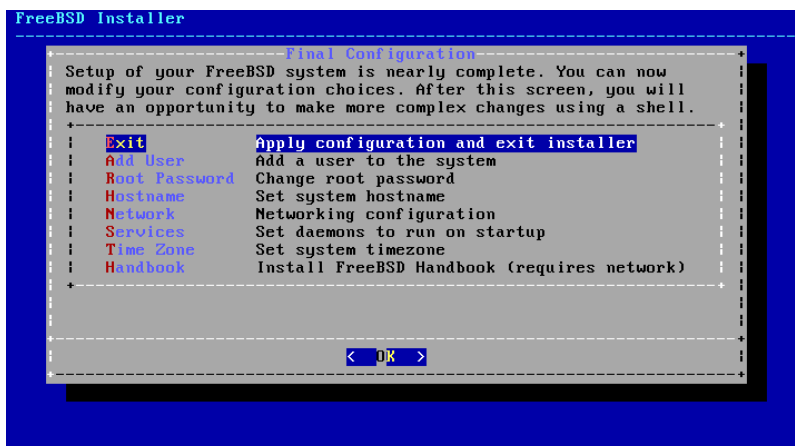 FreeBSD Installer
Final Configuration
Setup of your FreeBSD system is nearly complete. You can now
modify your configuration choices. After this screen, you will
have an opportunity to make more complex changes using a shell.
Exit Apply configuration and exit installer
Add User Add a user to the system
Root Password Change root password
Hostname Set system hostname
Network Networking configuration
Services Set daemons to run on startup
Time Zone Set system timezone
Handbook Install FreeBSD Handbook (requires network)
< OK >